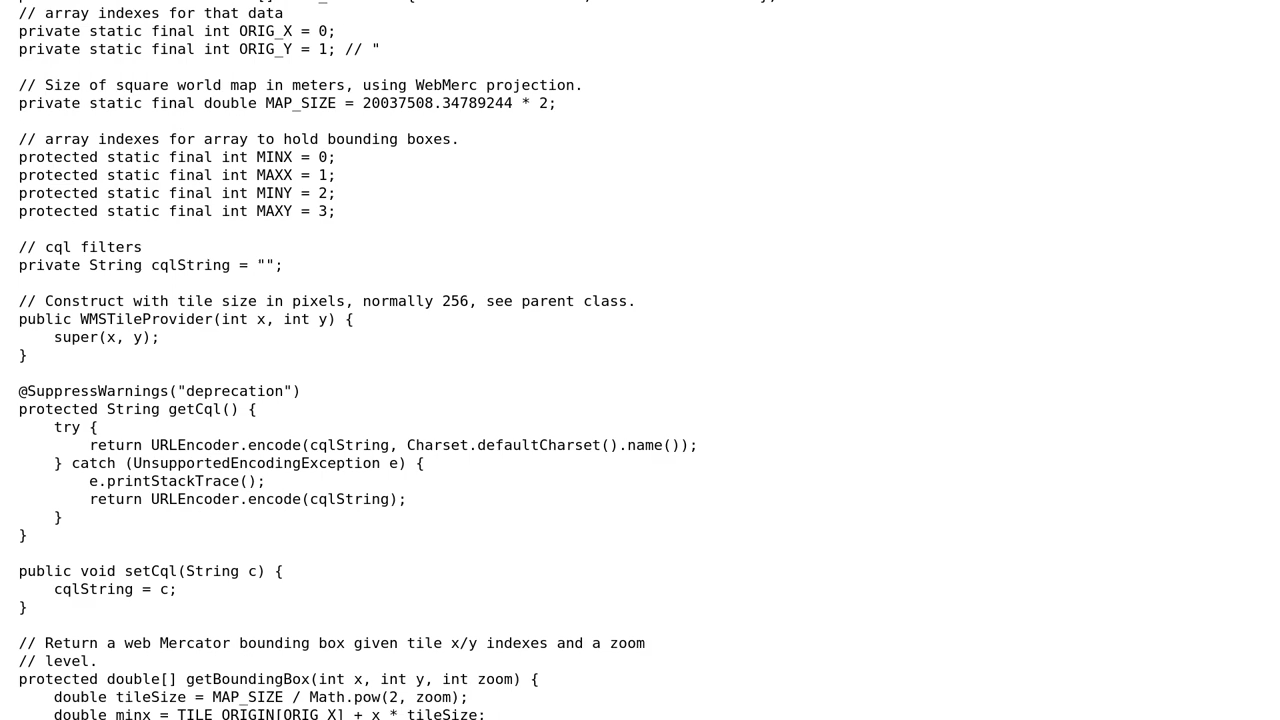 // array indexes for that data
private static final int ORIG_X = 0;
private static final int ORIG_Y = 1; // "

// Size of square world map in meters, using WebMerc projection.
private static final double MAP_SIZE = 20037508.34789244 * 2;

// array indexes for array to hold bounding boxes.
protected static final int MINX = 0;
protected static final int MAXX = 1;
protected static final int MINY = 2;
protected static final int MAXY = 3;

// cql filters
private String cqlString = "";

// Construct with tile size in pixels, normally 256, see parent class.
public WMSTileProvider(int x, int y) {
    super(x, y);
}

@SuppressWarnings("deprecation")
protected String getCql() {
    try {
        return URLEncoder.encode(cqlString, Charset.defaultCharset().name());
    } catch (UnsupportedEncodingException e) {
        e.printStackTrace();
        return URLEncoder.encode(cqlString);
    }
}

public void setCql(String c) {
    cqlString = c;
}

// Return a web Mercator bounding box given tile x/y indexes and a zoom
// level.
protected double[] getBoundingBox(int x, int y, int zoom) {
    double tileSize = MAP_SIZE / Math.pow(2, zoom);
    double minx = TILE_ORIGIN[ORIG_X] + x * tileSize;